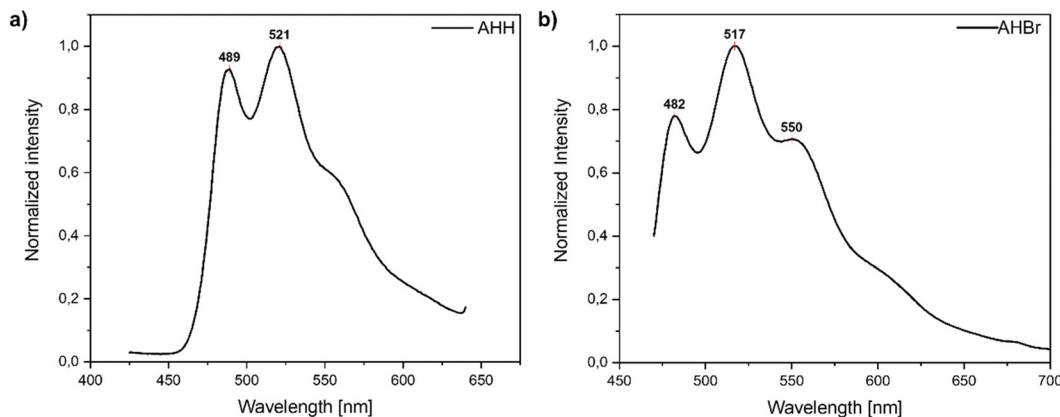 a)
AHH
489
521
1,0
0,8
0,6
0,4
0,2
0,0
Normalized intensity
400 450 500 550 600 650
Wavelength [nm]
b)
AHBr
482
517
550
1,0
0,8
0,6
0,4
0,2
0,0
Normalized Intensity
450 500 550 600 650 700
Wavelength [nm]